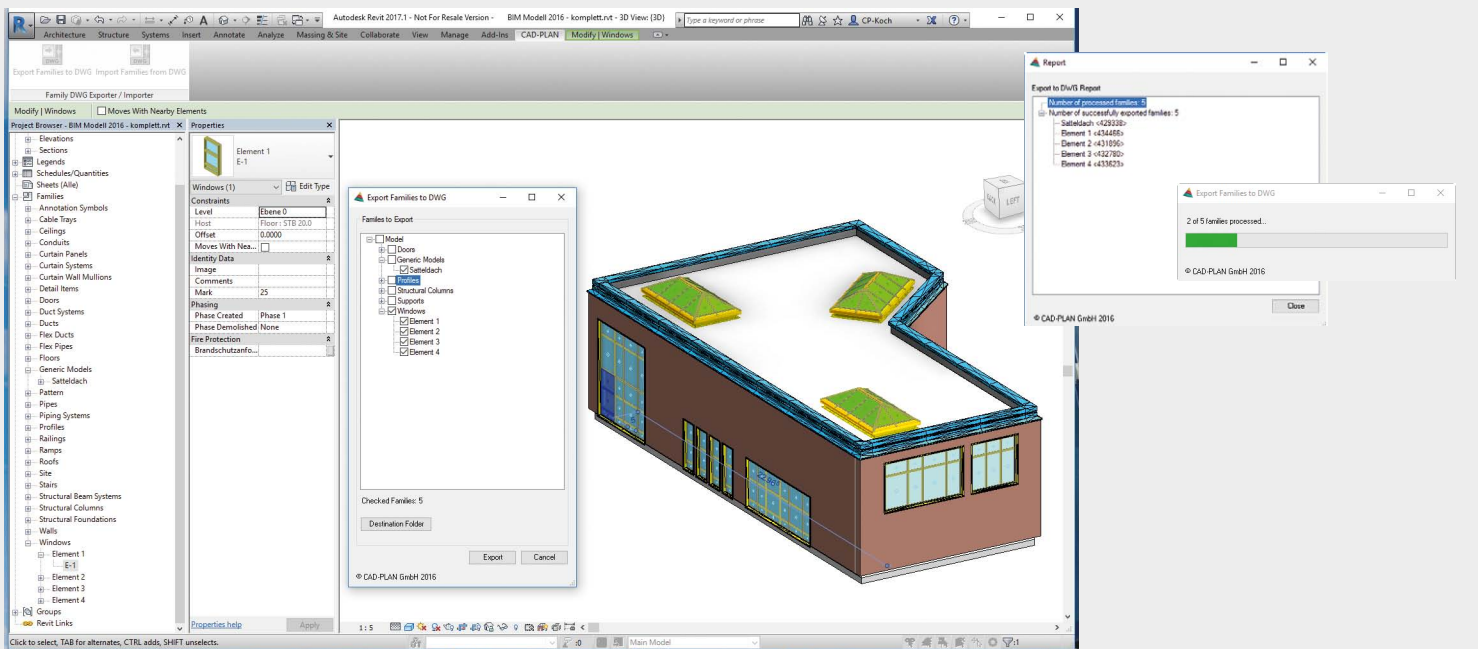 Autodesk Revit 2017.1 - Not For Resale Version - BIM Modell 2016 - komplett.rvt - 3D View: {3D}
Type a keyword or phrase
CP-Koch
Architecture Structure Systems Insert Annotate Analyze Massing & Site Collaborate View Manage Add-Ins CAD-PLAN Modify | Windows
DWG DWG
Export Families to DWG Import Families from DWG
Family DWG Exporter / Importer
Modify | Windows Moves With Nearby Elements
Project Browser - BIM Modell 2016 - komplett.rvt
Elevations
Sections
Legends
Schedules/Quantities
Sheets (Alle)
Families
Annotation Symbols
Cable Trays
Ceilings
Conduits
Curtain Panels
Curtain Systems
Curtain Wall Mullions
Detail Items
Doors
Duct Systems
Ducts
Flex Ducts
Flex Pipes
Floors
Generic Models
Satteldach
Pattern
Pipes
Piping Systems
Profiles
Railings
Ramps
Roofs
Site
Stairs
Structural Beam Systems
Structural Columns
Structural Foundations
Walls
Windows
Element 1
E-1
Element 2
Element 3
Element 4
Groups
Revit Links
Properties
Element 1
E-1
Windows (1) Edit Type
Constraints
Level Ebene 0
Host Floor : STB 20.0
Offset 0.0000
Moves With Nea...
Identity Data
Image
Comments
Mark 25
Phasing
Phase Created Phase 1
Phase Demolished None
Fire Protection
Brandschutzanfo...
Properties help Apply
Export Families to DWG
Familes to Export
Model
Doors
Generic Models
Satteldach
Profiles
Structural Columns
Supports
Windows
Element 1
Element 2
Element 3
Element 4
Checked Families: 5
Destination Folder
Export Cancel
© CAD-PLAN GmbH 2016
LEFT
Report
Export to DWG Report
Number of processed families: 5
Number of successfully exported families: 5
Satteldach <429338>
Element 1 <434466>
Element 2 <431896>
Element 3 <432780>
Element 4 <433623>
Close
© CAD-PLAN GmbH 2016
Export Families to DWG
2 of 5 families processed...
© CAD-PLAN GmbH 2016
1 : 5
Click to select, TAB for alternates, CTRL adds, SHIFT unselects.
:0 Main Model :1